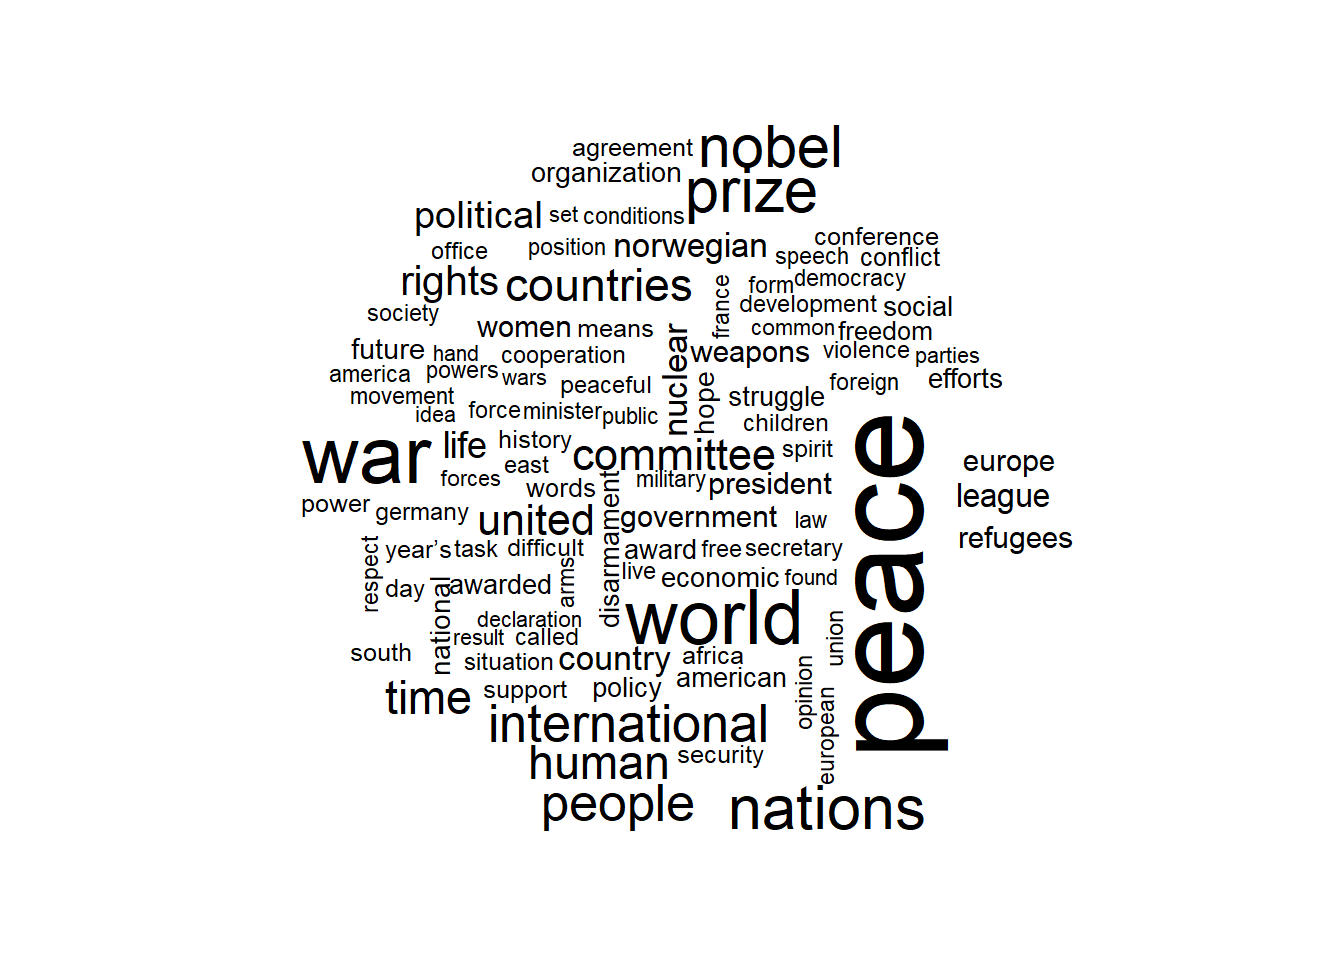 agreement nobel
organization prize
political set conditions
office position norwegian conference
speech conflict
rights countries france form democracy
society development social
women means nuclear common freedom
future hand cooperation weapons violence parties
america powers wars peaceful hope struggle foreign efforts
movement
idea force minister public children
war life history committee spirit peace europe
forces east words military president league
power germany united disarmament government law refugees
respect year's task difficult award free secretary
day national awarded arms live economic found
declaration world union
result called
south situation country africa
time support policy american opinion european
international security
human
people nations